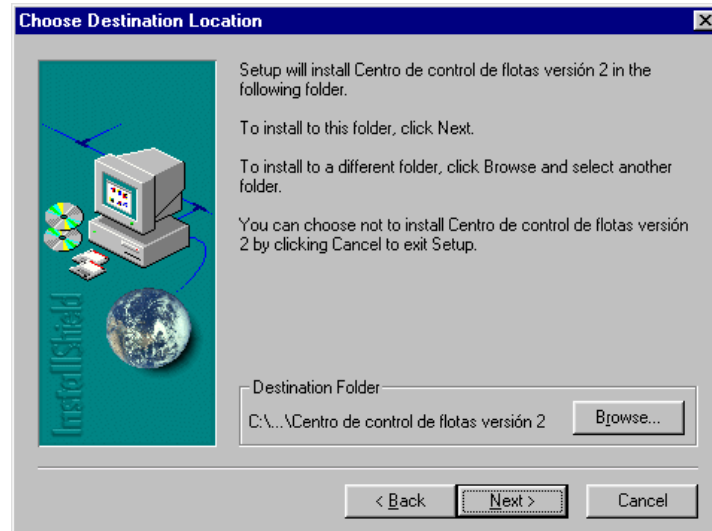 Choose Destination Location
Setup will install Centro de control de flotas versión 2 in the
following folder.
To install to this folder, click Next.
To install to a different folder, click Browse and select another
folder.
You can choose not to install Centro de control de flotas versión
2 by clicking Cancel to exit Setup.
InstallShield
Destination Folder
C:\...\Centro de control de flotas versión 2
Browse...
< Back
Next >
Cancel